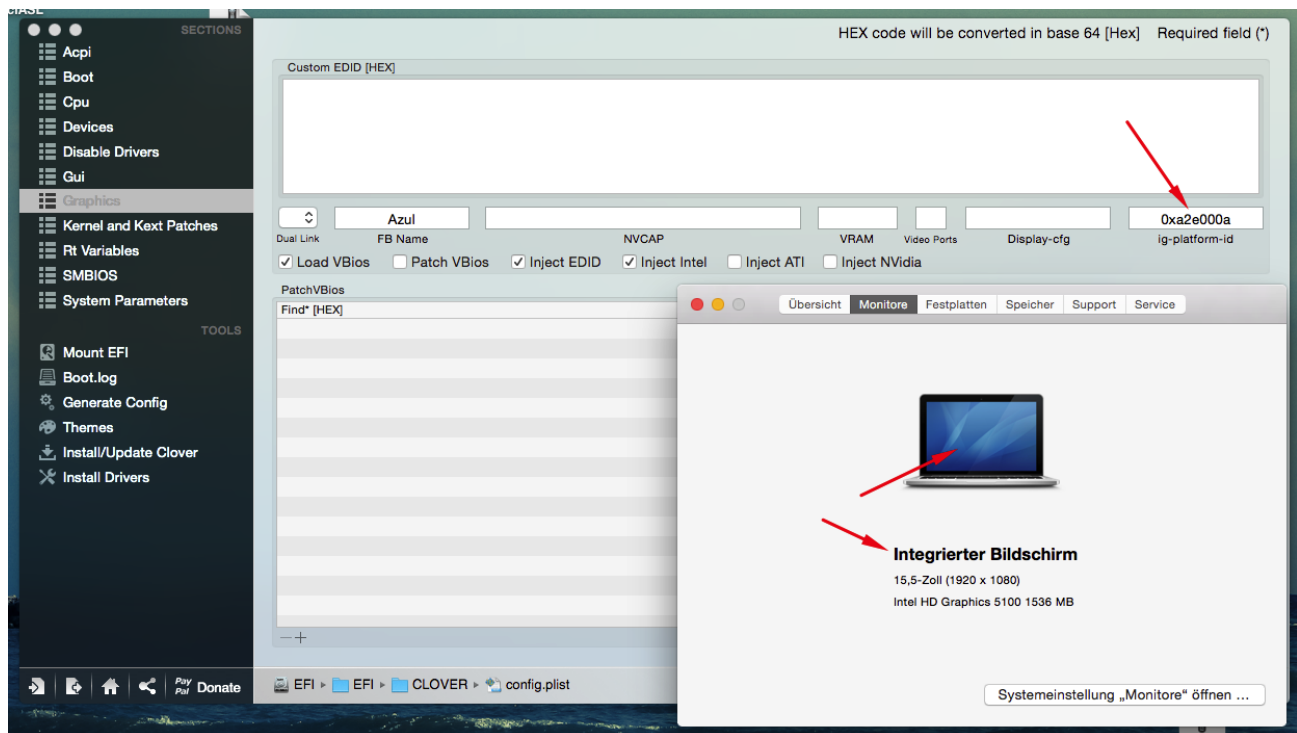 SECTIONS
Acpi
Boot
Cpu
Devices
Disable Drivers
Gui
Graphics
Kernel and Kext Patches
Rt Variables
SMBIOS
System Parameters
TOOLS
Mount EFI
Boot.log
Generate Config
Themes
Install/Update Clover
Install Drivers
Pay
Pal
Donate
HEX code will be converted in base 64 [Hex] Required field (*)
Custom EDID [HEX]
Azul 0xa2e000a
Dual Link FB Name NVCAP VRAM Video Ports Display-cfg ig-platform-id
Load VBios Patch VBios Inject EDID Inject Intel Inject ATI Inject NVidia
PatchVBios
Find* [HEX]
EFI EFI CLOVER config.plist
Übersicht Monitore Festplatten Speicher Support Service
Integrierter Bildschirm
15,5-Zoll (1920 x 1080)
Intel HD Graphics 5100 1536 MB
Systemeinstellung „Monitore“ öffnen ...